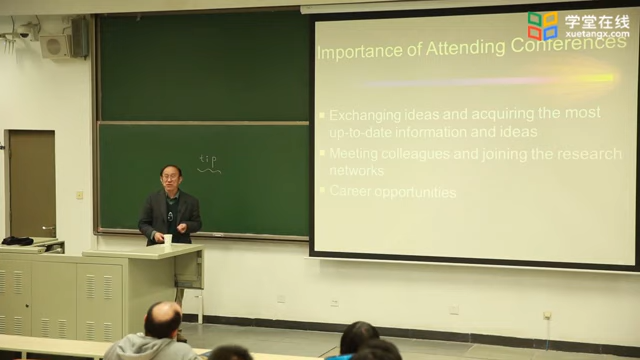 学堂在线
xuetangx.com
Importance of Attending Conferences
Exchanging ideas and acquiring the most
up-to-date information and ideas
Meeting colleagues and joining the research
networks
Career opportunities
tip